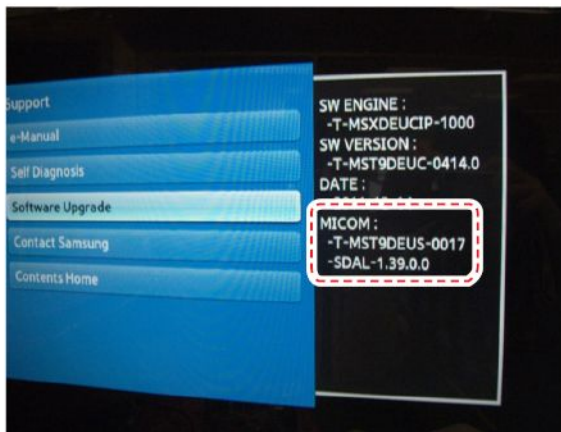 Support
e-Manual
Self Diagnosis
Software Upgrade
Contact Samsung
Contents Home
SW ENGINE :
-T-MSXDEUCIP-1000
SW VERSION :
-T-MST9DEUC-0414.0
DATE :
MICOM :
-T-MST9DEUS-0017
-SDAL-1.39.0.0